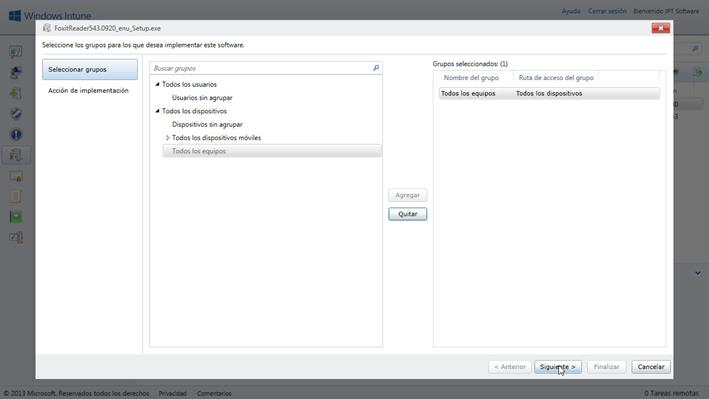 Windows Intune
Ayuda
Cerrar sesión
Bienvenido JPT Software
FoxitReader543.0920_enu_Setup.exe
Seleccione los grupos para los que desea implementar este software.
Seleccionar grupos
Acción de implementación
Buscar grupos
Todos los usuarios
Usuarios sin agrupar
Todos los dispositivos
Dispositivos sin agrupar
Todos los dispositivos móviles
Todos los equipos
Agregar
Quitar
Grupos seleccionados: (1)
Nombre del grupo
Ruta de acceso del grupo
Todos los equipos
Todos los dispositivos
< Anterior
Siguiente >
Finalizar
Cancelar
© 2013 Microsoft. Reservados todos los derechos
Privacidad
Comentarios
0 Tareas remotas